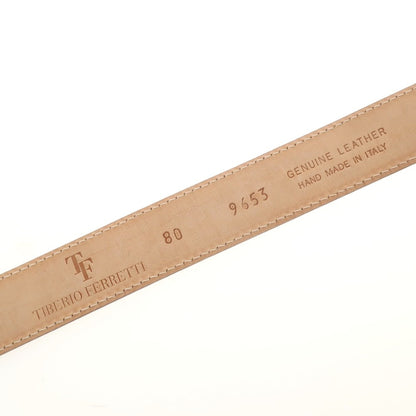 TF
TIBERIO FERRETTI
80
9653
GENUINE LEATHER
HAND MADE IN ITALY